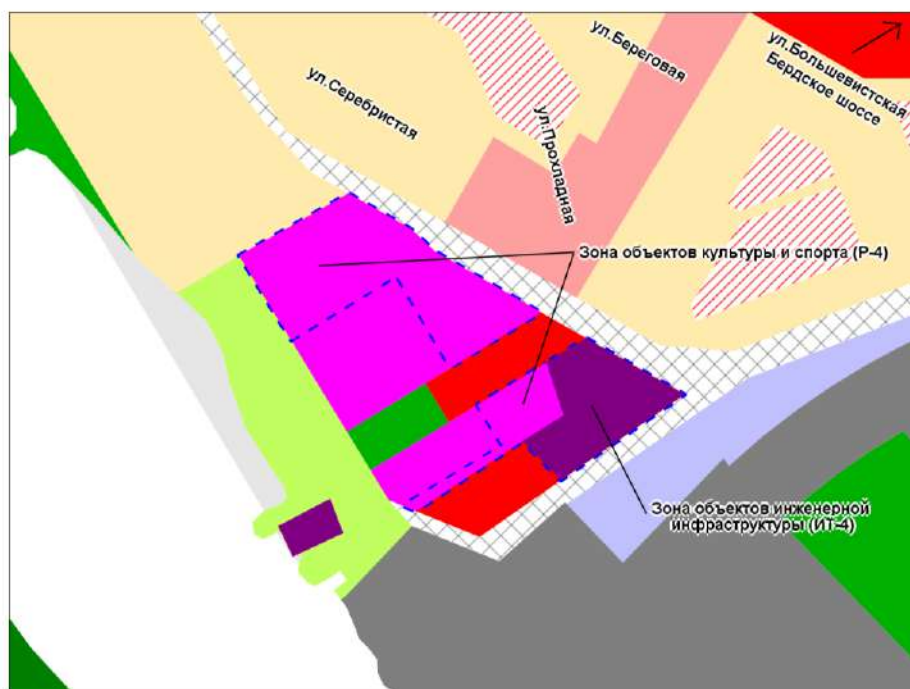 ул.Серебристая
ул.Прохладная
ул.Береговая
ул.Большевистская
Бердское шоссе
Зона объектов культуры и спорта (Р-4)
Зона объектов инженерной
инфраструктуры (ИТ-4)